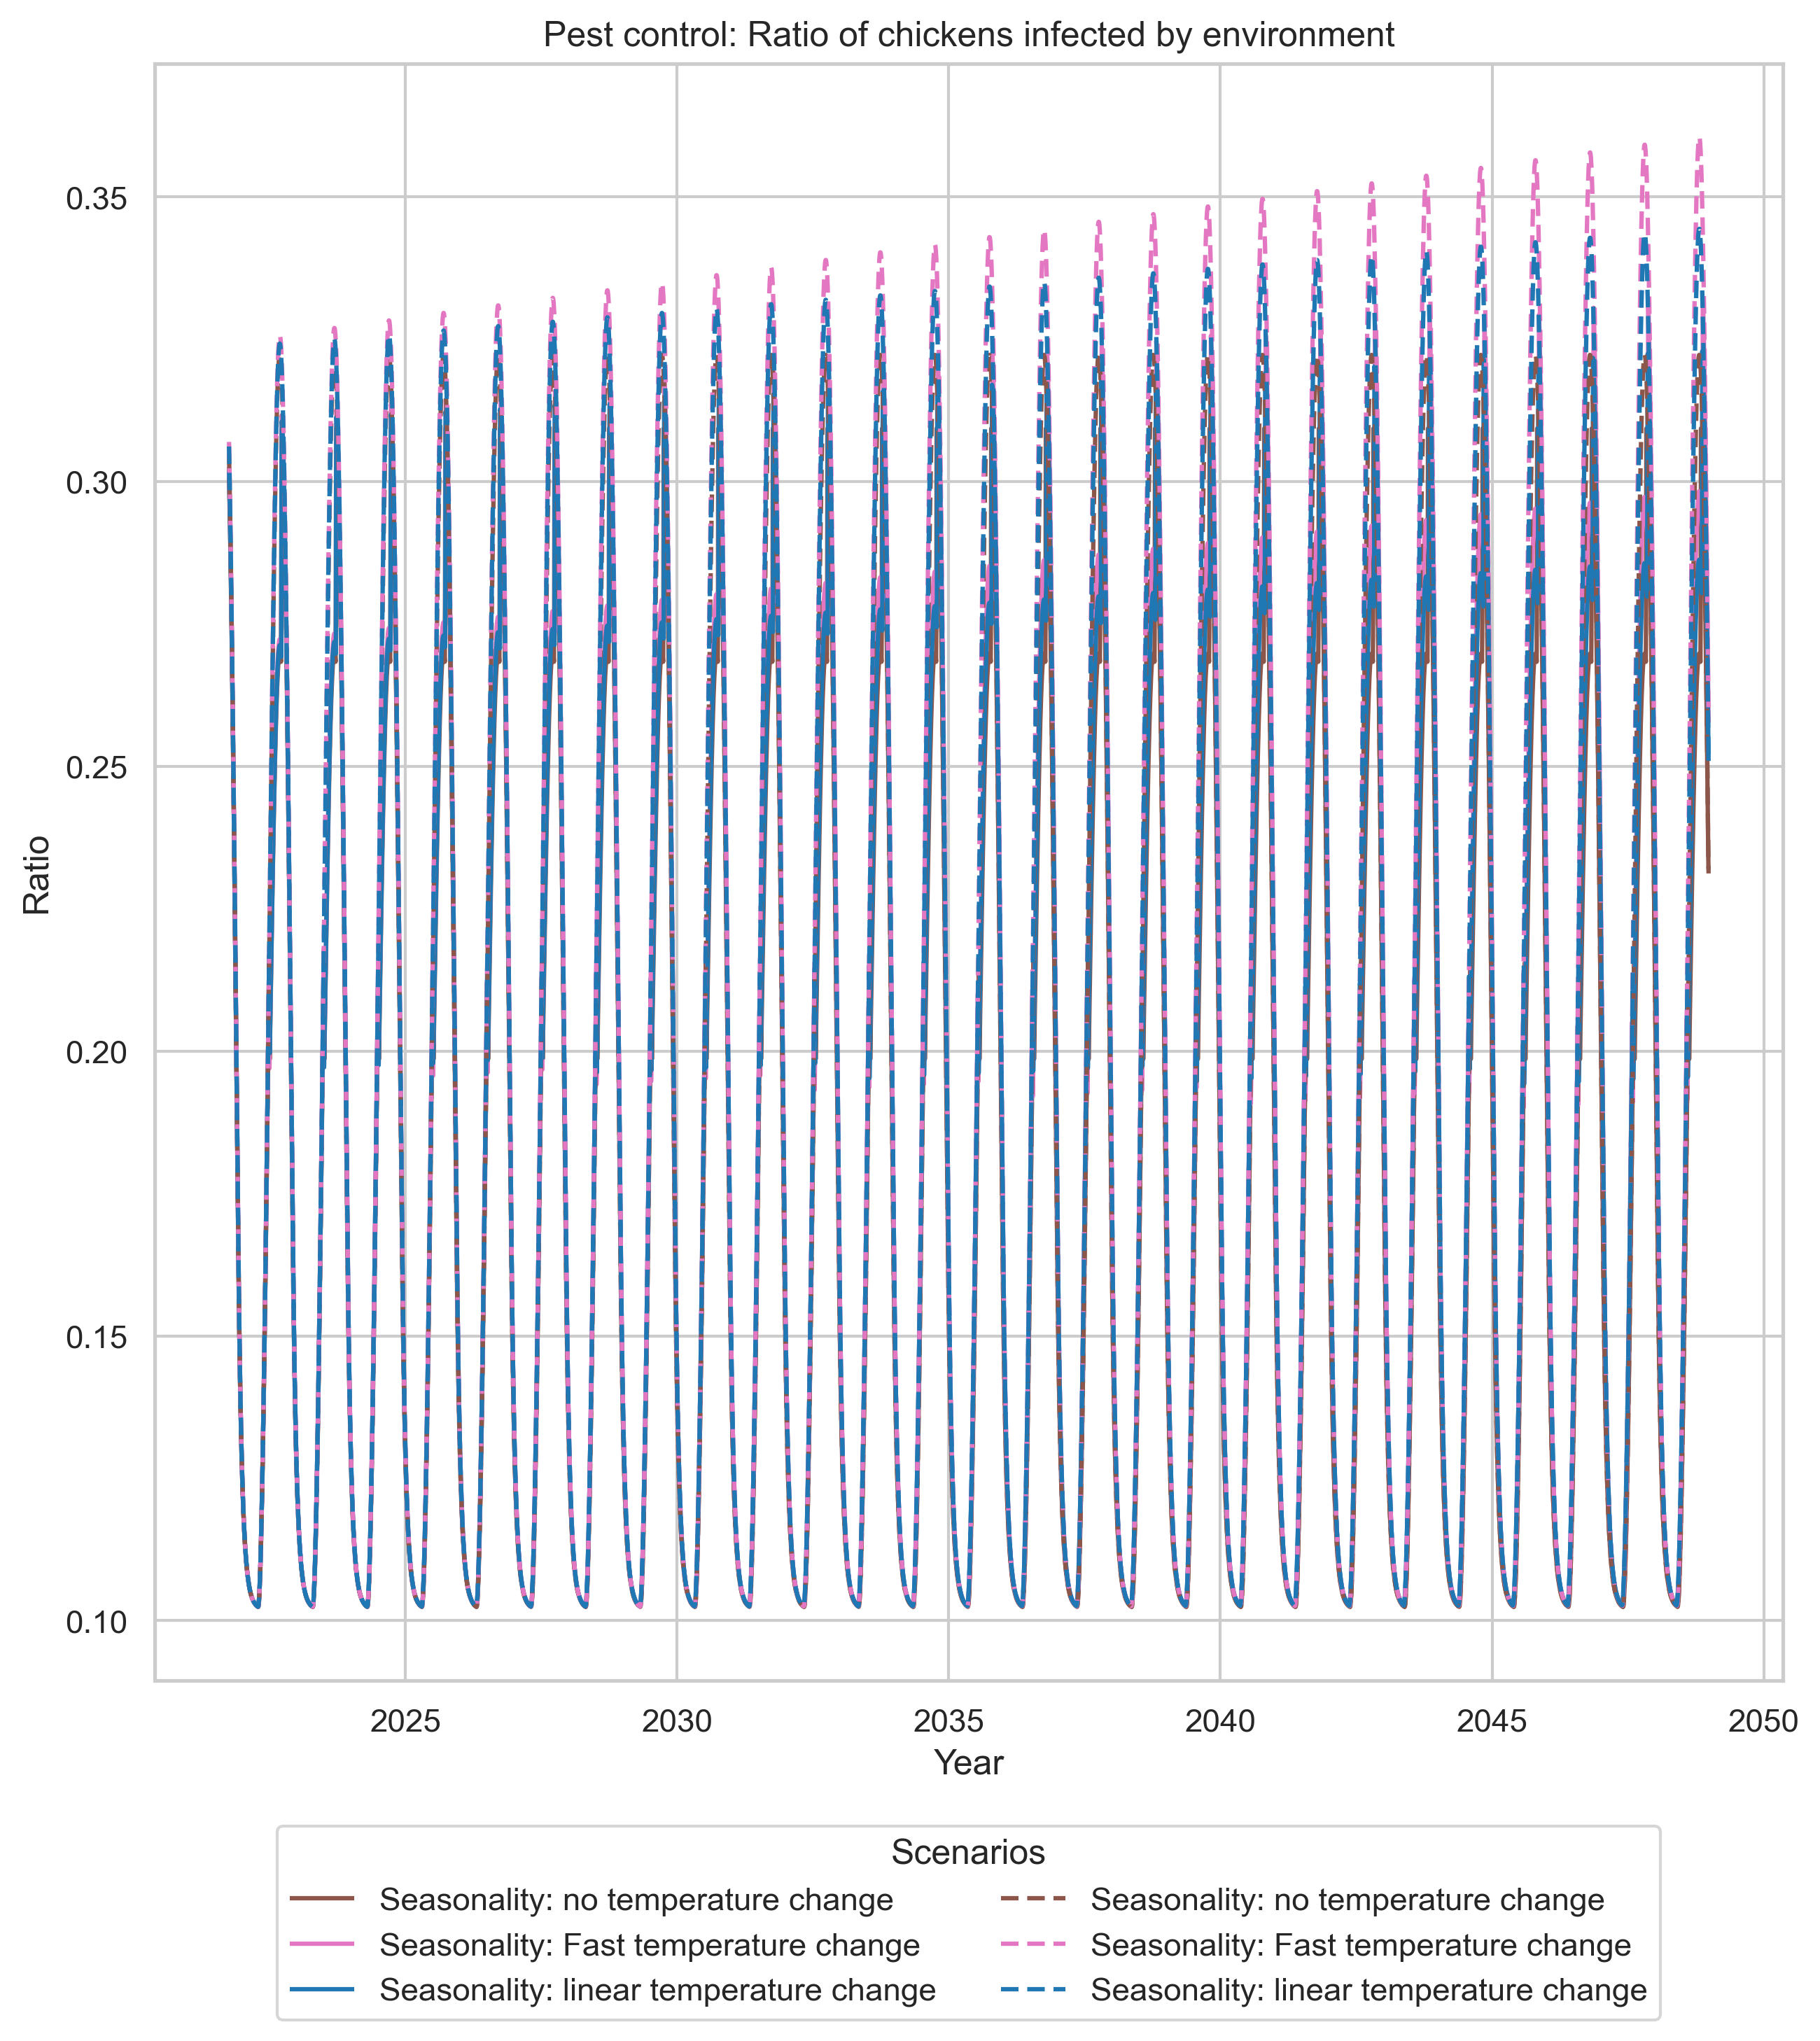 Pest control: Ratio of chickens infected by environment
0.35
0.30
0.25
0.20
0.15
0.10
Ratio
2025 2030 2035 2040 2045 2050
Year
Scenarios
Seasonality: no temperature change Seasonality: no temperature change
Seasonality: Fast temperature change Seasonality: Fast temperature change
Seasonality: linear temperature change Seasonality: linear temperature change